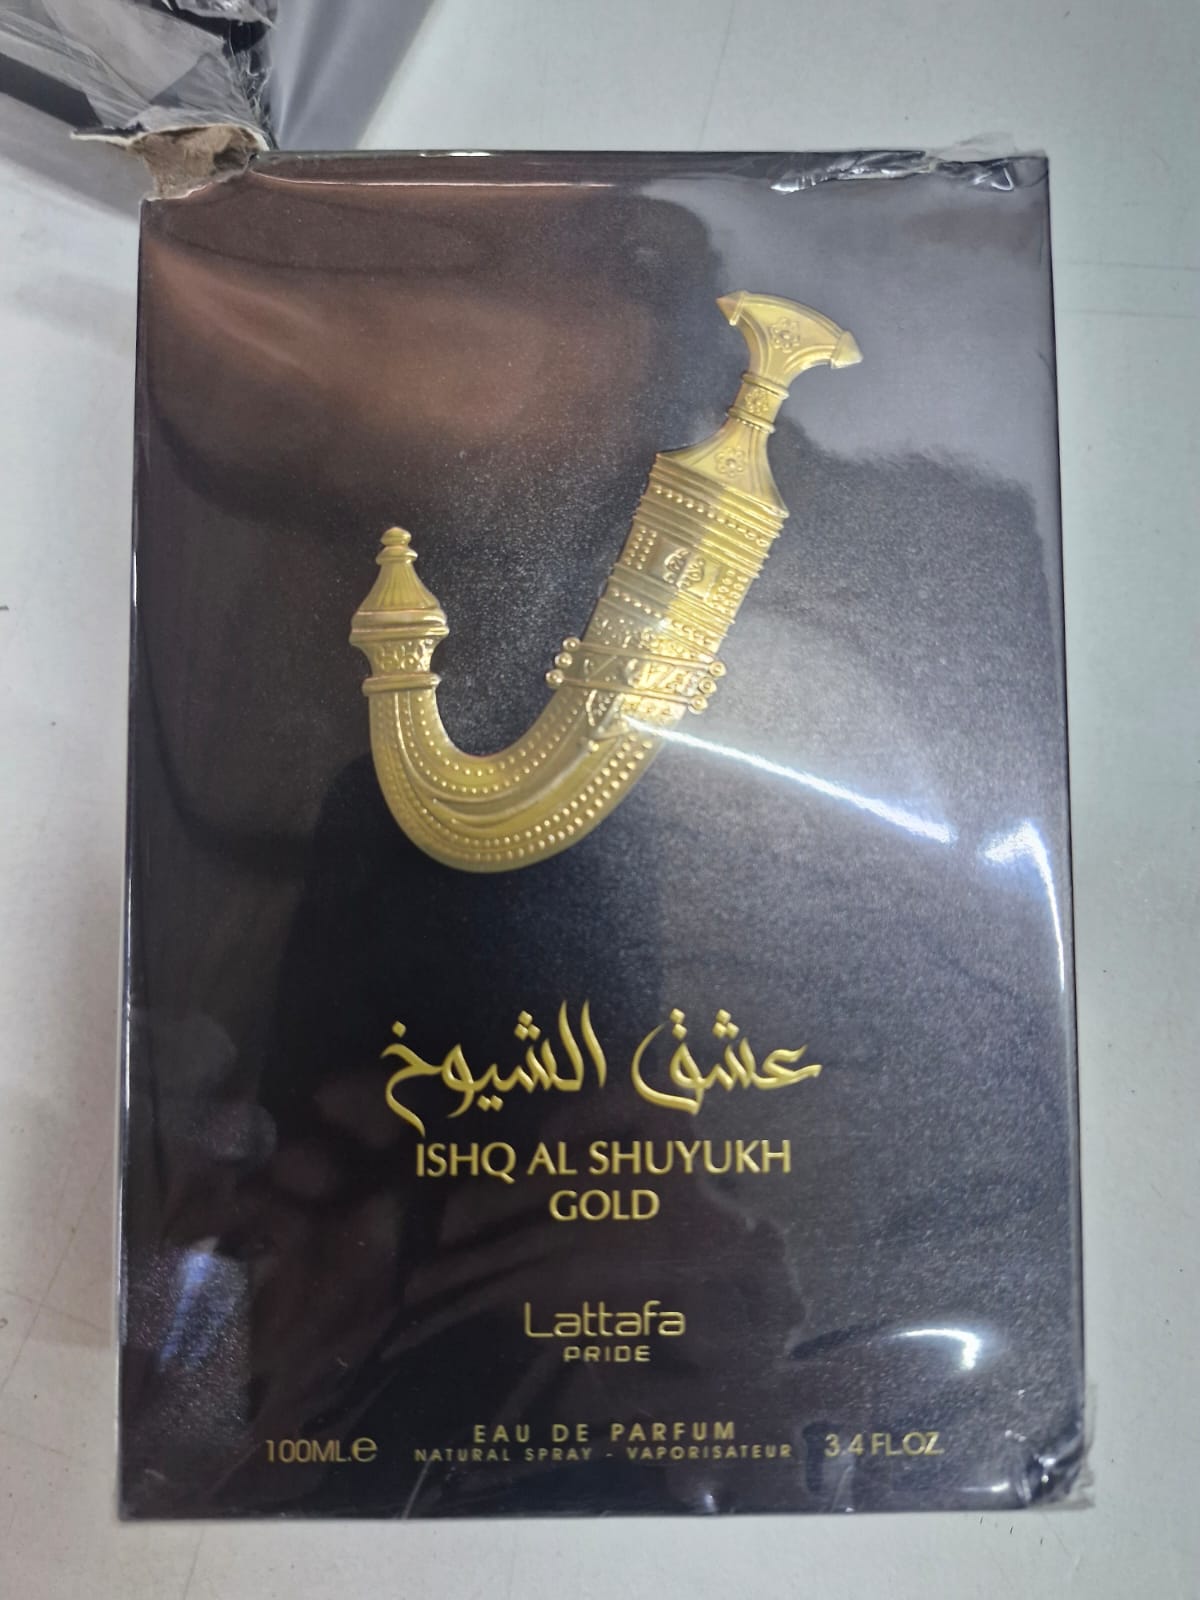 عشق الشيوخ
ISHQ AL SHUYUKH
GOLD
Lattafa
PRIDE
EAU DE PARFUM
100ML.e NATURAL SPRAY - VAPORISATEUR 3.4 FL.OZ.